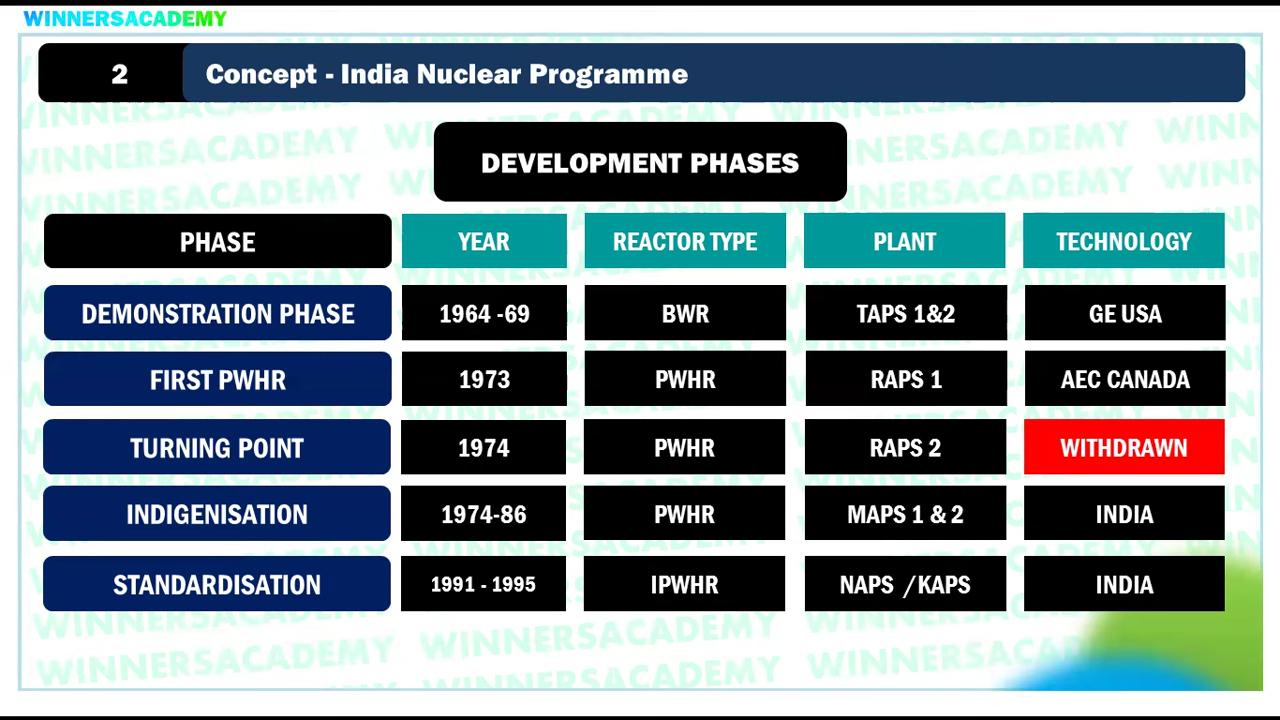 WINNERSACADEMY
2 Concept - India Nuclear Programme
DEVELOPMENT PHASES
PHASE YEAR REACTOR TYPE PLANT TECHNOLOGY
DEMONSTRATION PHASE 1964 -69 BWR TAPS 1&2 GE USA
FIRST PWHR 1973 PWHR RAPS 1 AEC CANADA
TURNING POINT 1974 PWHR RAPS 2 WITHDRAWN
INDIGENISATION 1974-86 PWHR MAPS 1 & 2 INDIA
STANDARDISATION 1991 - 1995 IPWHR NAPS /KAPS INDIA